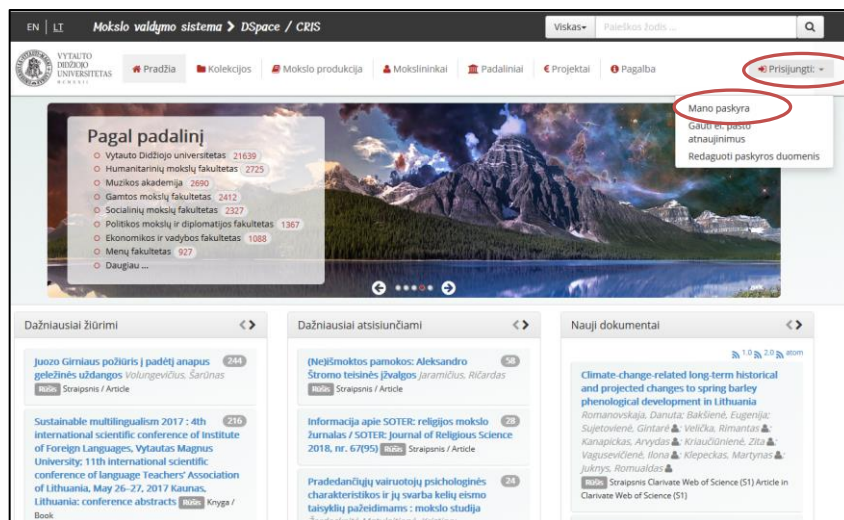 EN | LT Mokslo valdymo sistema > DSpace / CRIS Viskas Paieškos žodis ...
VYTAUTO
DIDŽIOJO
UNIVERSITETAS
MCMXXII
Pradžia Kolekcijos Mokslo produkcija Mokslininkai Padaliniai Projektai Pagalba Prisijungti:
Mano paskyra
Gauti el. pašto
atnaujinimus
Redaguoti paskyros duomenis
Pagal padalinį
Vytauto Didžiojo universitetas 21639
Humanitarinių mokslų fakultetas 2725
Muzikos akademija 2690
Gamtos mokslų fakultetas 2412
Socialinių mokslų fakultetas 2327
Politikos mokslų ir diplomatijos fakultetas 1367
Ekonomikos ir vadybos fakultetas 1088
Menų fakultetas 927
Daugiau ...
Dažniausiai žiūrimi
Juozo Girniaus požiūris į padėtį anapus 244
geležinės uždangos Volungevičius, Šarūnas
Rūšis Straipsnis / Article
Sustainable multilingualism 2017 : 4th 216
international scientific conference of Institute
of Foreign Languages, Vytautas Magnus
University; 11th international scientific
conference of language Teachers' Association
of Lithuania, May 26–27, 2017 Kaunas,
Lithuania: conference abstracts Rūšis Knyga /
Book
Dažniausiai atsisiunčiami
(Ne)išmoktos pamokos: Aleksandro 58
Štromo teisinės įžvalgos Jaramičius, Ričardas
Rūšis Straipsnis / Article
Informacija apie SOTER: religijos mokslo 28
žurnalas / SOTER: Journal of Religious Science
2018, nr. 67(95) Rūšis Straipsnis / Article
Pradedančiųjų vairuotojų psichologinės 24
charakteristikos ir jų svarba kelių eismo
taisyklių pažeidimams : mokslo studija
Nauji dokumentai
1.0 2.0 atom
Climate-change-related long-term historical
and projected changes to spring barley
phenological development in Lithuania
Romanovskaja, Danuta; Bakšienė, Eugenija;
Sujetovienė, Gintarė; Velička, Rimantas;
Kanapickas, Arvydas; Kriaučiūnienė, Zita;
Vagusevičienė, Ilona; Klepeckas, Martynas;
Juknys, Romualdas
Rūšis Straipsnis Clarivate Web of Science (S1) Article in
Clarivate Web of Science (S1)